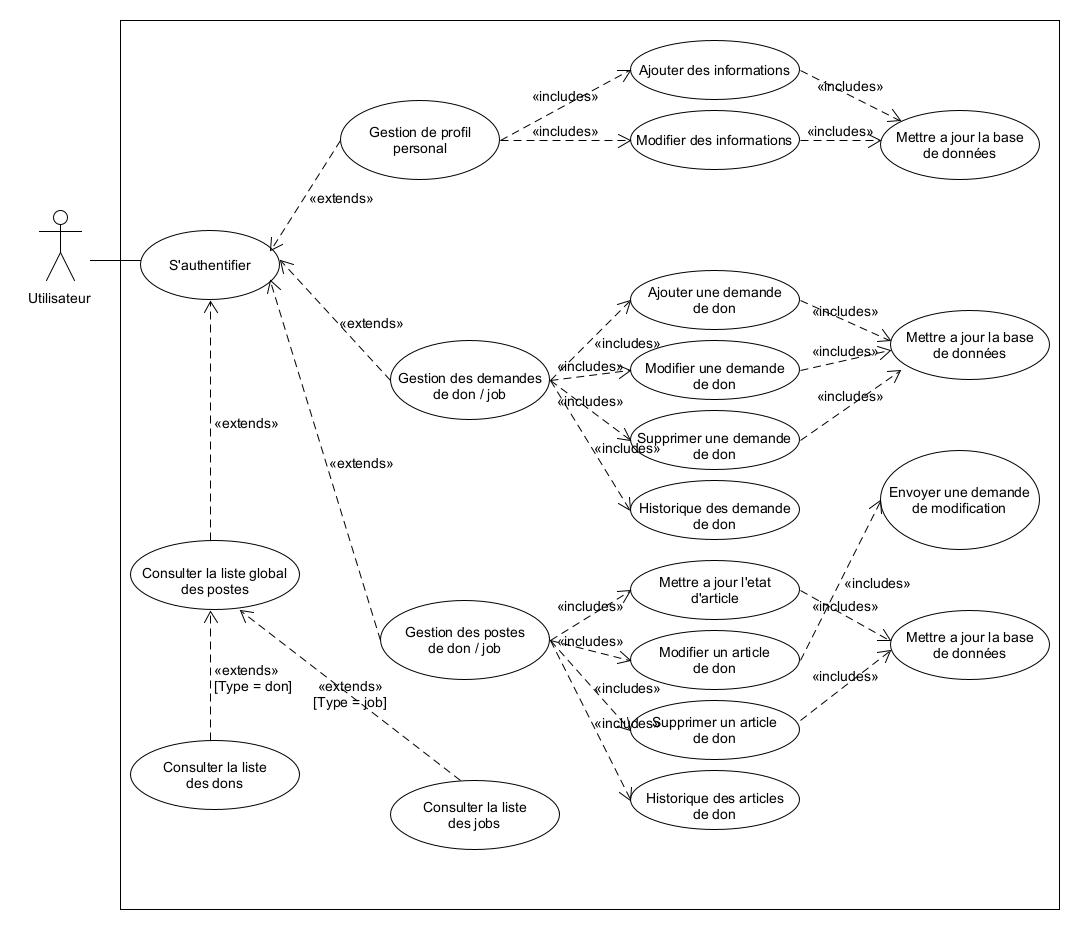 Ajouter des informations
«includes»
«includes»
Gestion de profil
personal
«includes»
Modifier des informations
«includes»
Mettre a jour la base
de données
«extends»
S'authentifier
Utilisateur
«extends»
Gestion des demandes
de don / job
Ajouter une demande
de don
«includes»
«includes»
Modifier une demande
de don
«includes»
«includes»
Mettre a jour la base
de données
«includes»
Supprimer une demande
de don
«includes»
«includes»
Historique des demande
de don
«extends»
«extends»
Envoyer une demande
de modification
Consulter la liste global
des postes
Gestion des postes
de don / job
«includes»
Mettre a jour l'etat
d'article
«includes»
«includes»
«includes»
Modifier un article
de don
Mettre a jour la base
de données
«includes»
«includes»
Supprimer un article
de don
«includes»
Historique des articles
de don
«extends»
[Type = don]
«extends»
[Type = job]
Consulter la liste
des dons
Consulter la liste
des jobs